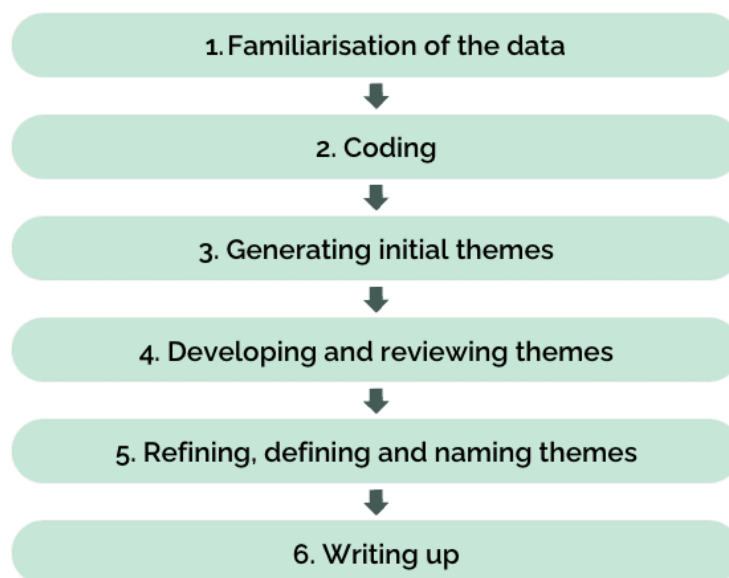 1. Familiarisation of the data
2. Coding
3. Generating initial themes
4. Developing and reviewing themes
5. Refining, defining and naming themes
6. Writing up